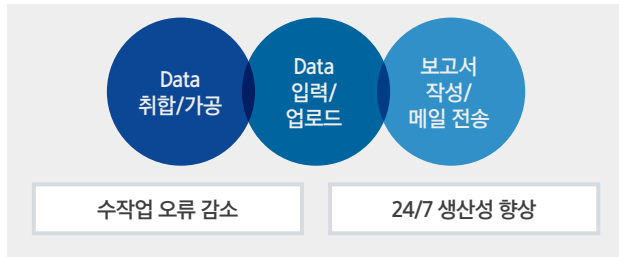 Data
취합/가공
Data
입력/
업로드
보고서
작성/
메일 전송
수작업 오류 감소
24/7 생산성 향상